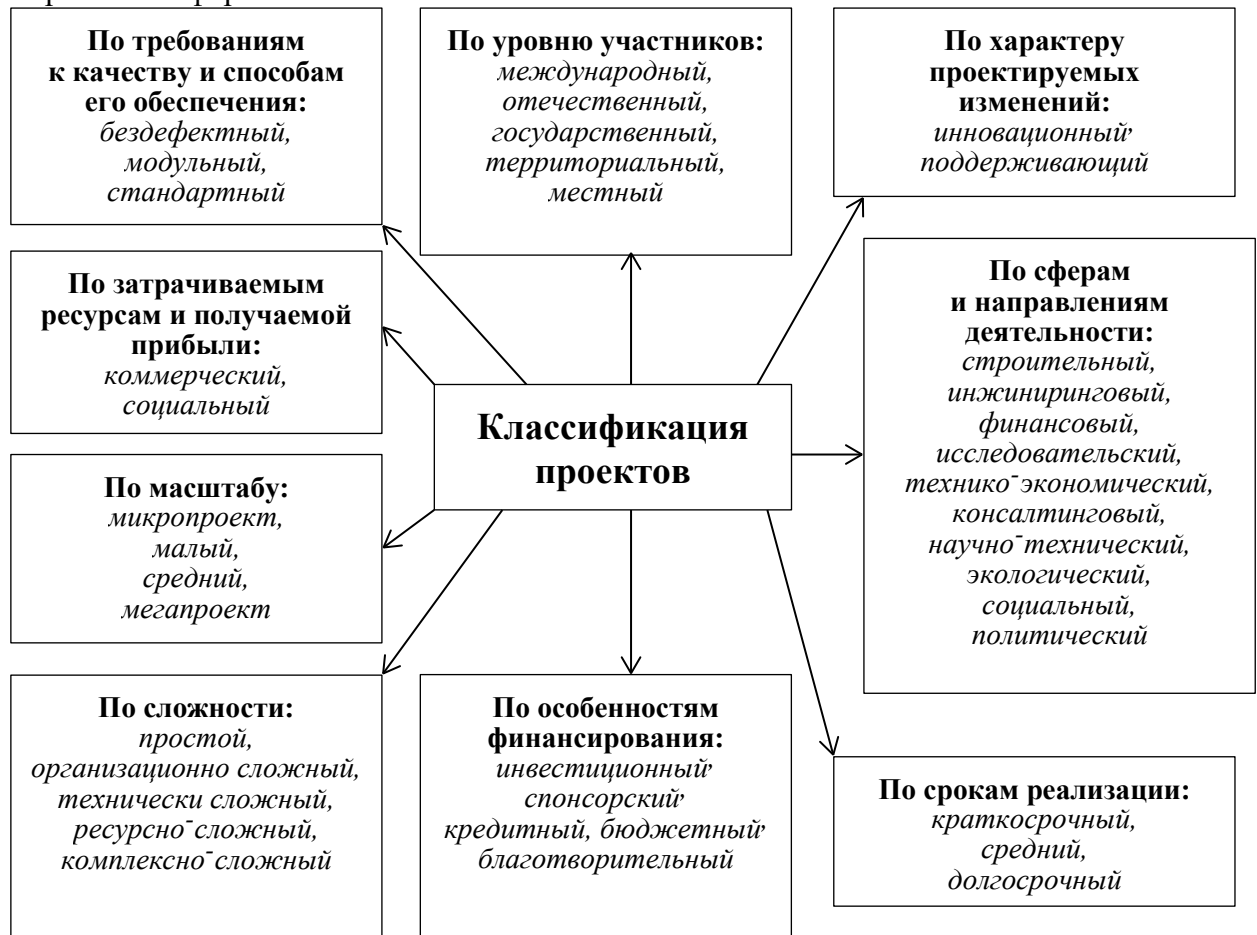 По требованиям
к качеству и способам
его обеспечения:
бездефектный,
модульный,
стандартный
По уровню участников:
международный,
отечественный,
государственный,
территориальный,
местный
По характеру
проектируемых
изменений:
инновационный,
поддерживающий
По затрачиваемым
ресурсам и получаемой
прибыли:
коммерческий,
социальный
По сферам
и направлениям
деятельности:
строительный,
инжиниринговый,
финансовый,
исследовательский,
технико-экономический,
консалтинговый,
научно-технический,
экологический,
социальный,
политический
Классификация
проектов
По масштабу:
микропроект,
малый,
средний,
мегапроект
По сложности:
простой,
организационно сложный,
технически сложный,
ресурсно-сложный,
комплексно-сложный
По особенностям
финансирования:
инвестиционный,
спонсорский,
кредитный, бюджетный,
благотворительный
По срокам реализации:
краткосрочный,
средний,
долгосрочный